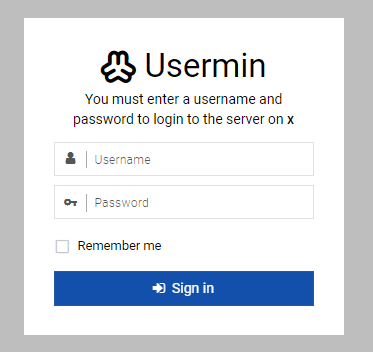 Usermin
You must enter a username and
password to login to the server on x
Username
Password
Remember me
Sign in